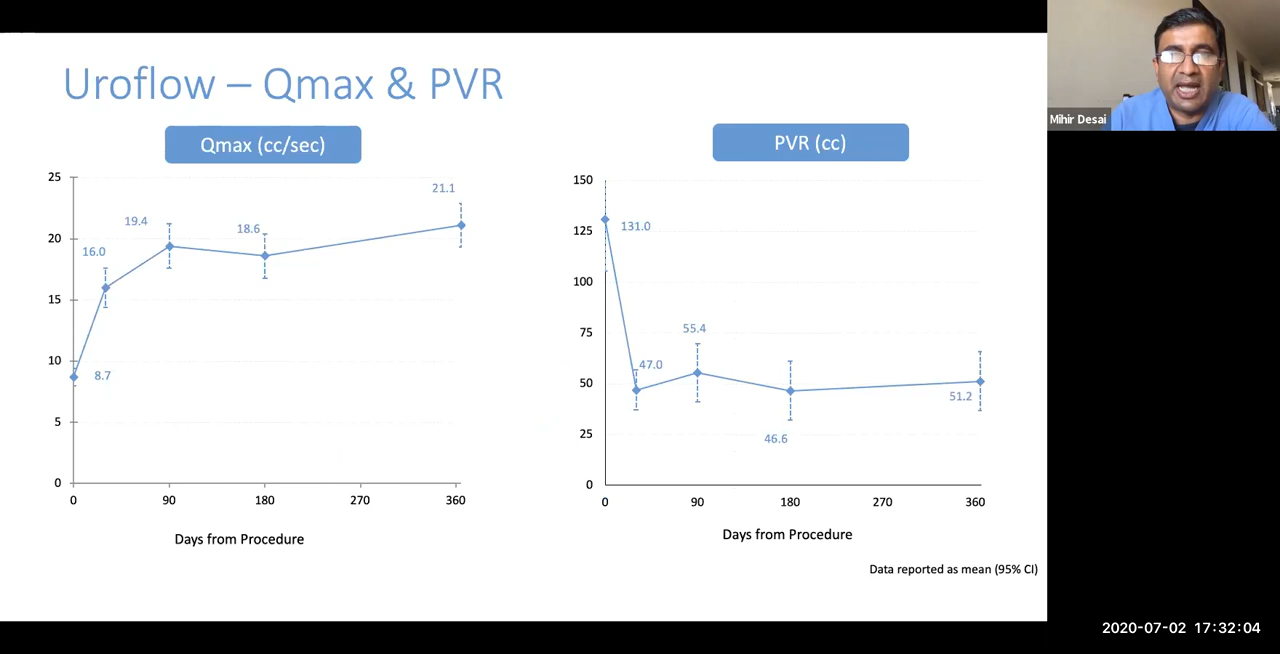 Uroflow – Qmax & PVR
Qmax (cc/sec)
25
20
15
10
5
0
8.7
16.0
19.4
18.6
21.1
0 90 180 270 360
Days from Procedure
PVR (cc)
150
125
100
75
50
25
0
131.0
47.0
55.4
46.6
51.2
0 90 180 270 360
Days from Procedure
Data reported as mean (95% CI)
Mihir Desai
2020-07-02 17:32:04